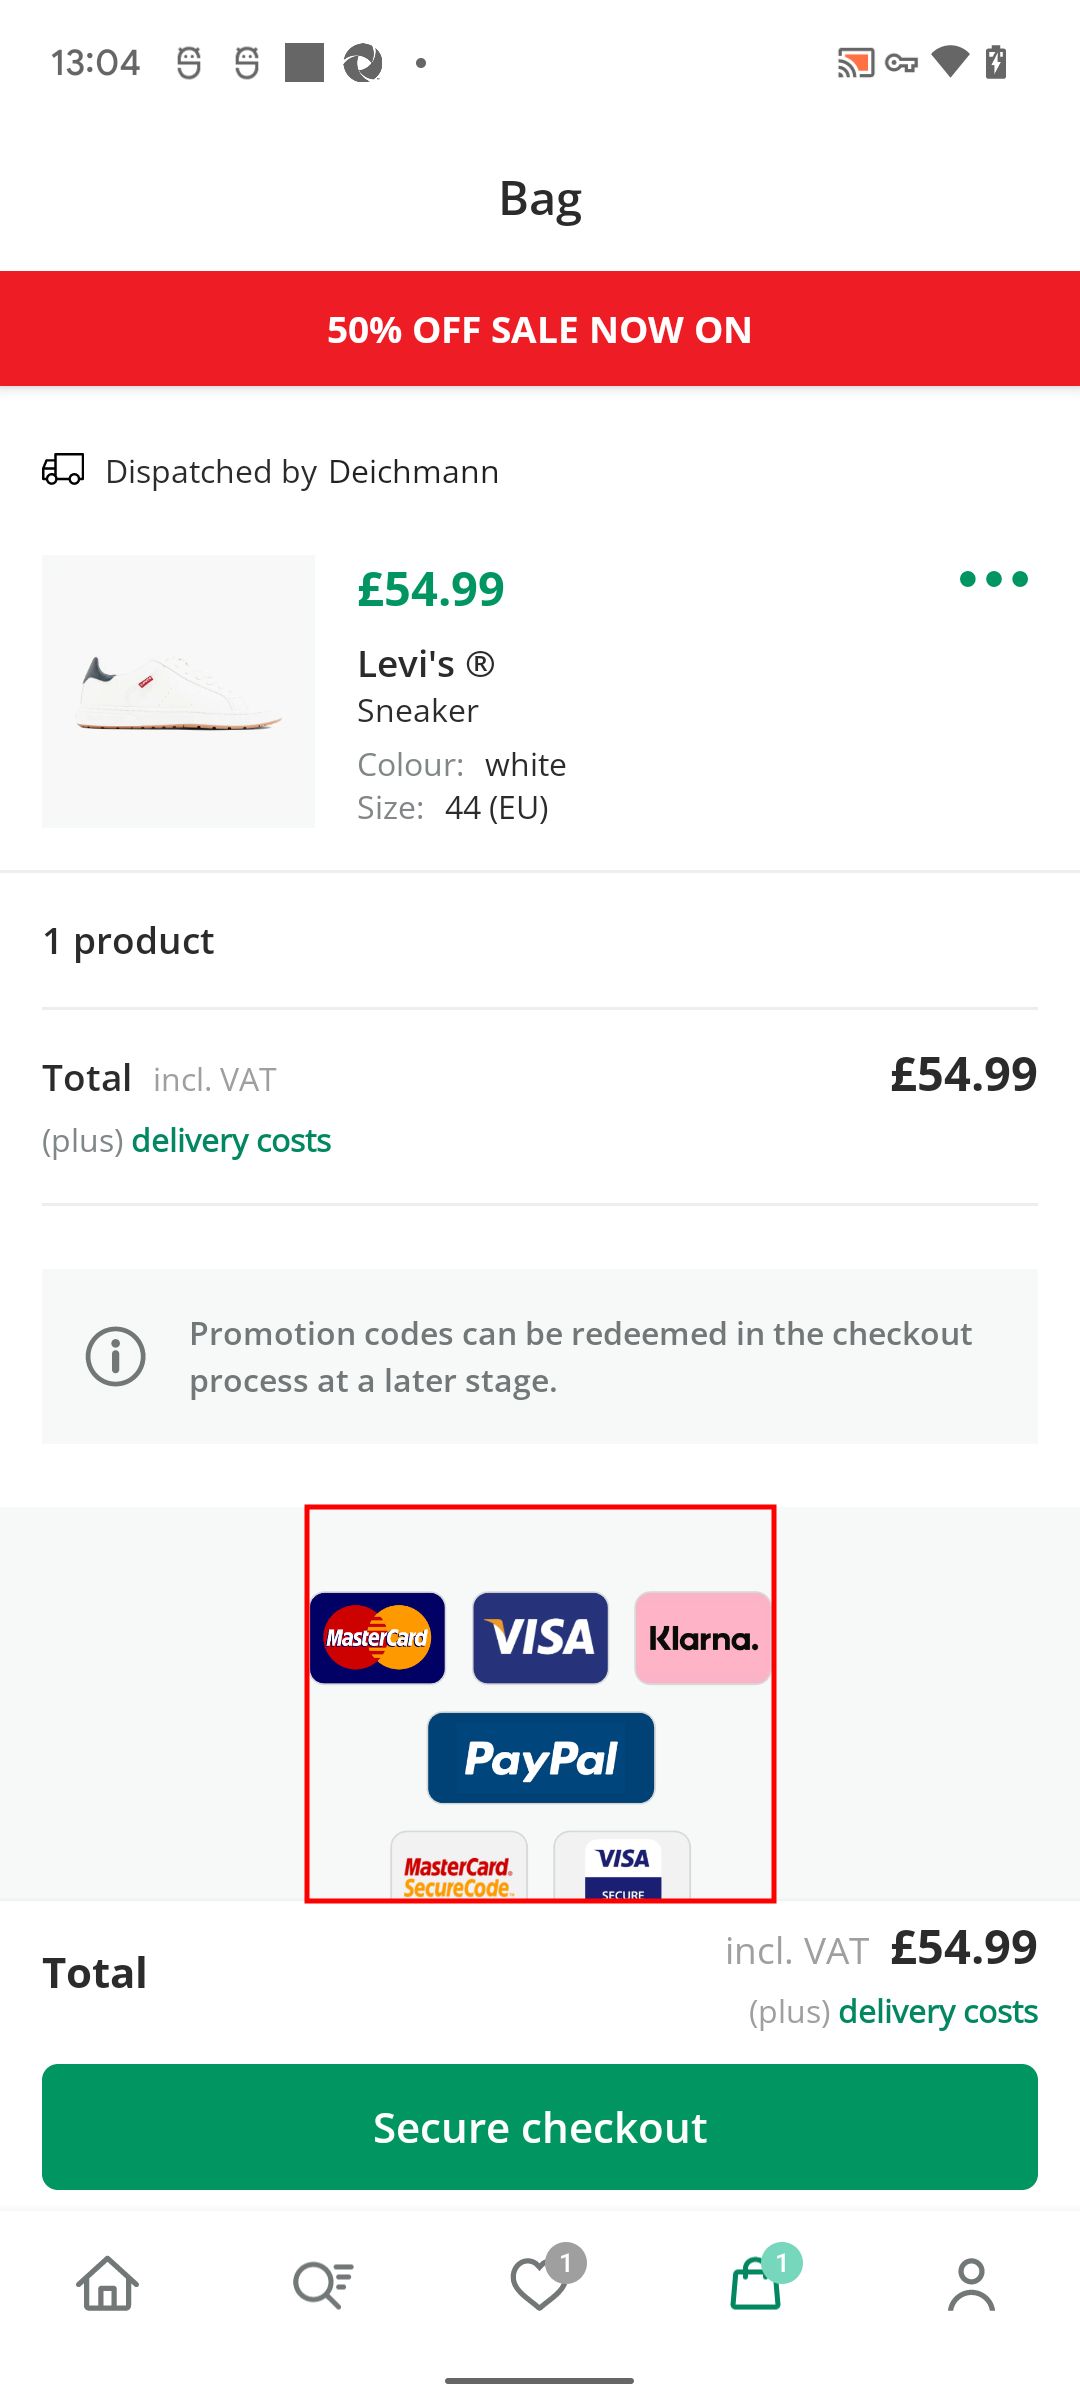 13:04
Bag
50% OFF SALE NOW ON
Dispatched by Deichmann
£54.99
Levi's ®
Sneaker
Colour: white
Size: 44 (EU)
1 product
Total incl. VAT £54.99
(plus) delivery costs
Promotion codes can be redeemed in the checkout
process at a later stage.
MasterCard VISA Klarna.
PayPal
MasterCard. VISA
SecureCode SECURE
Total incl. VAT £54.99
(plus) delivery costs
Secure checkout
1 1